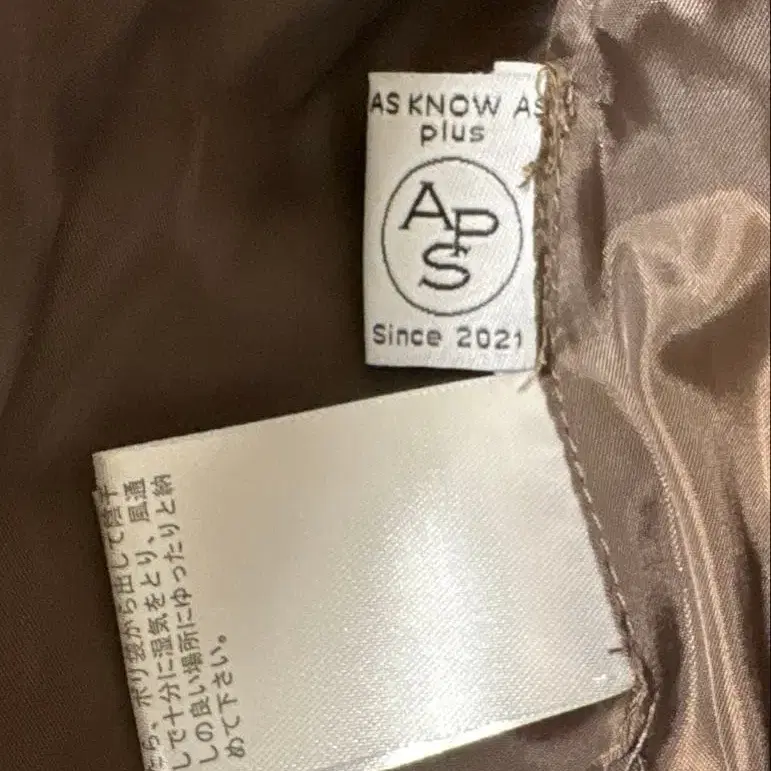 AS KNOW AS
plus
APS
Since 2021
ら、ポリ袋から出して陰干
しで十分に湿気をとり、風通
しの良い場所にゆったりと納
めて下さい。